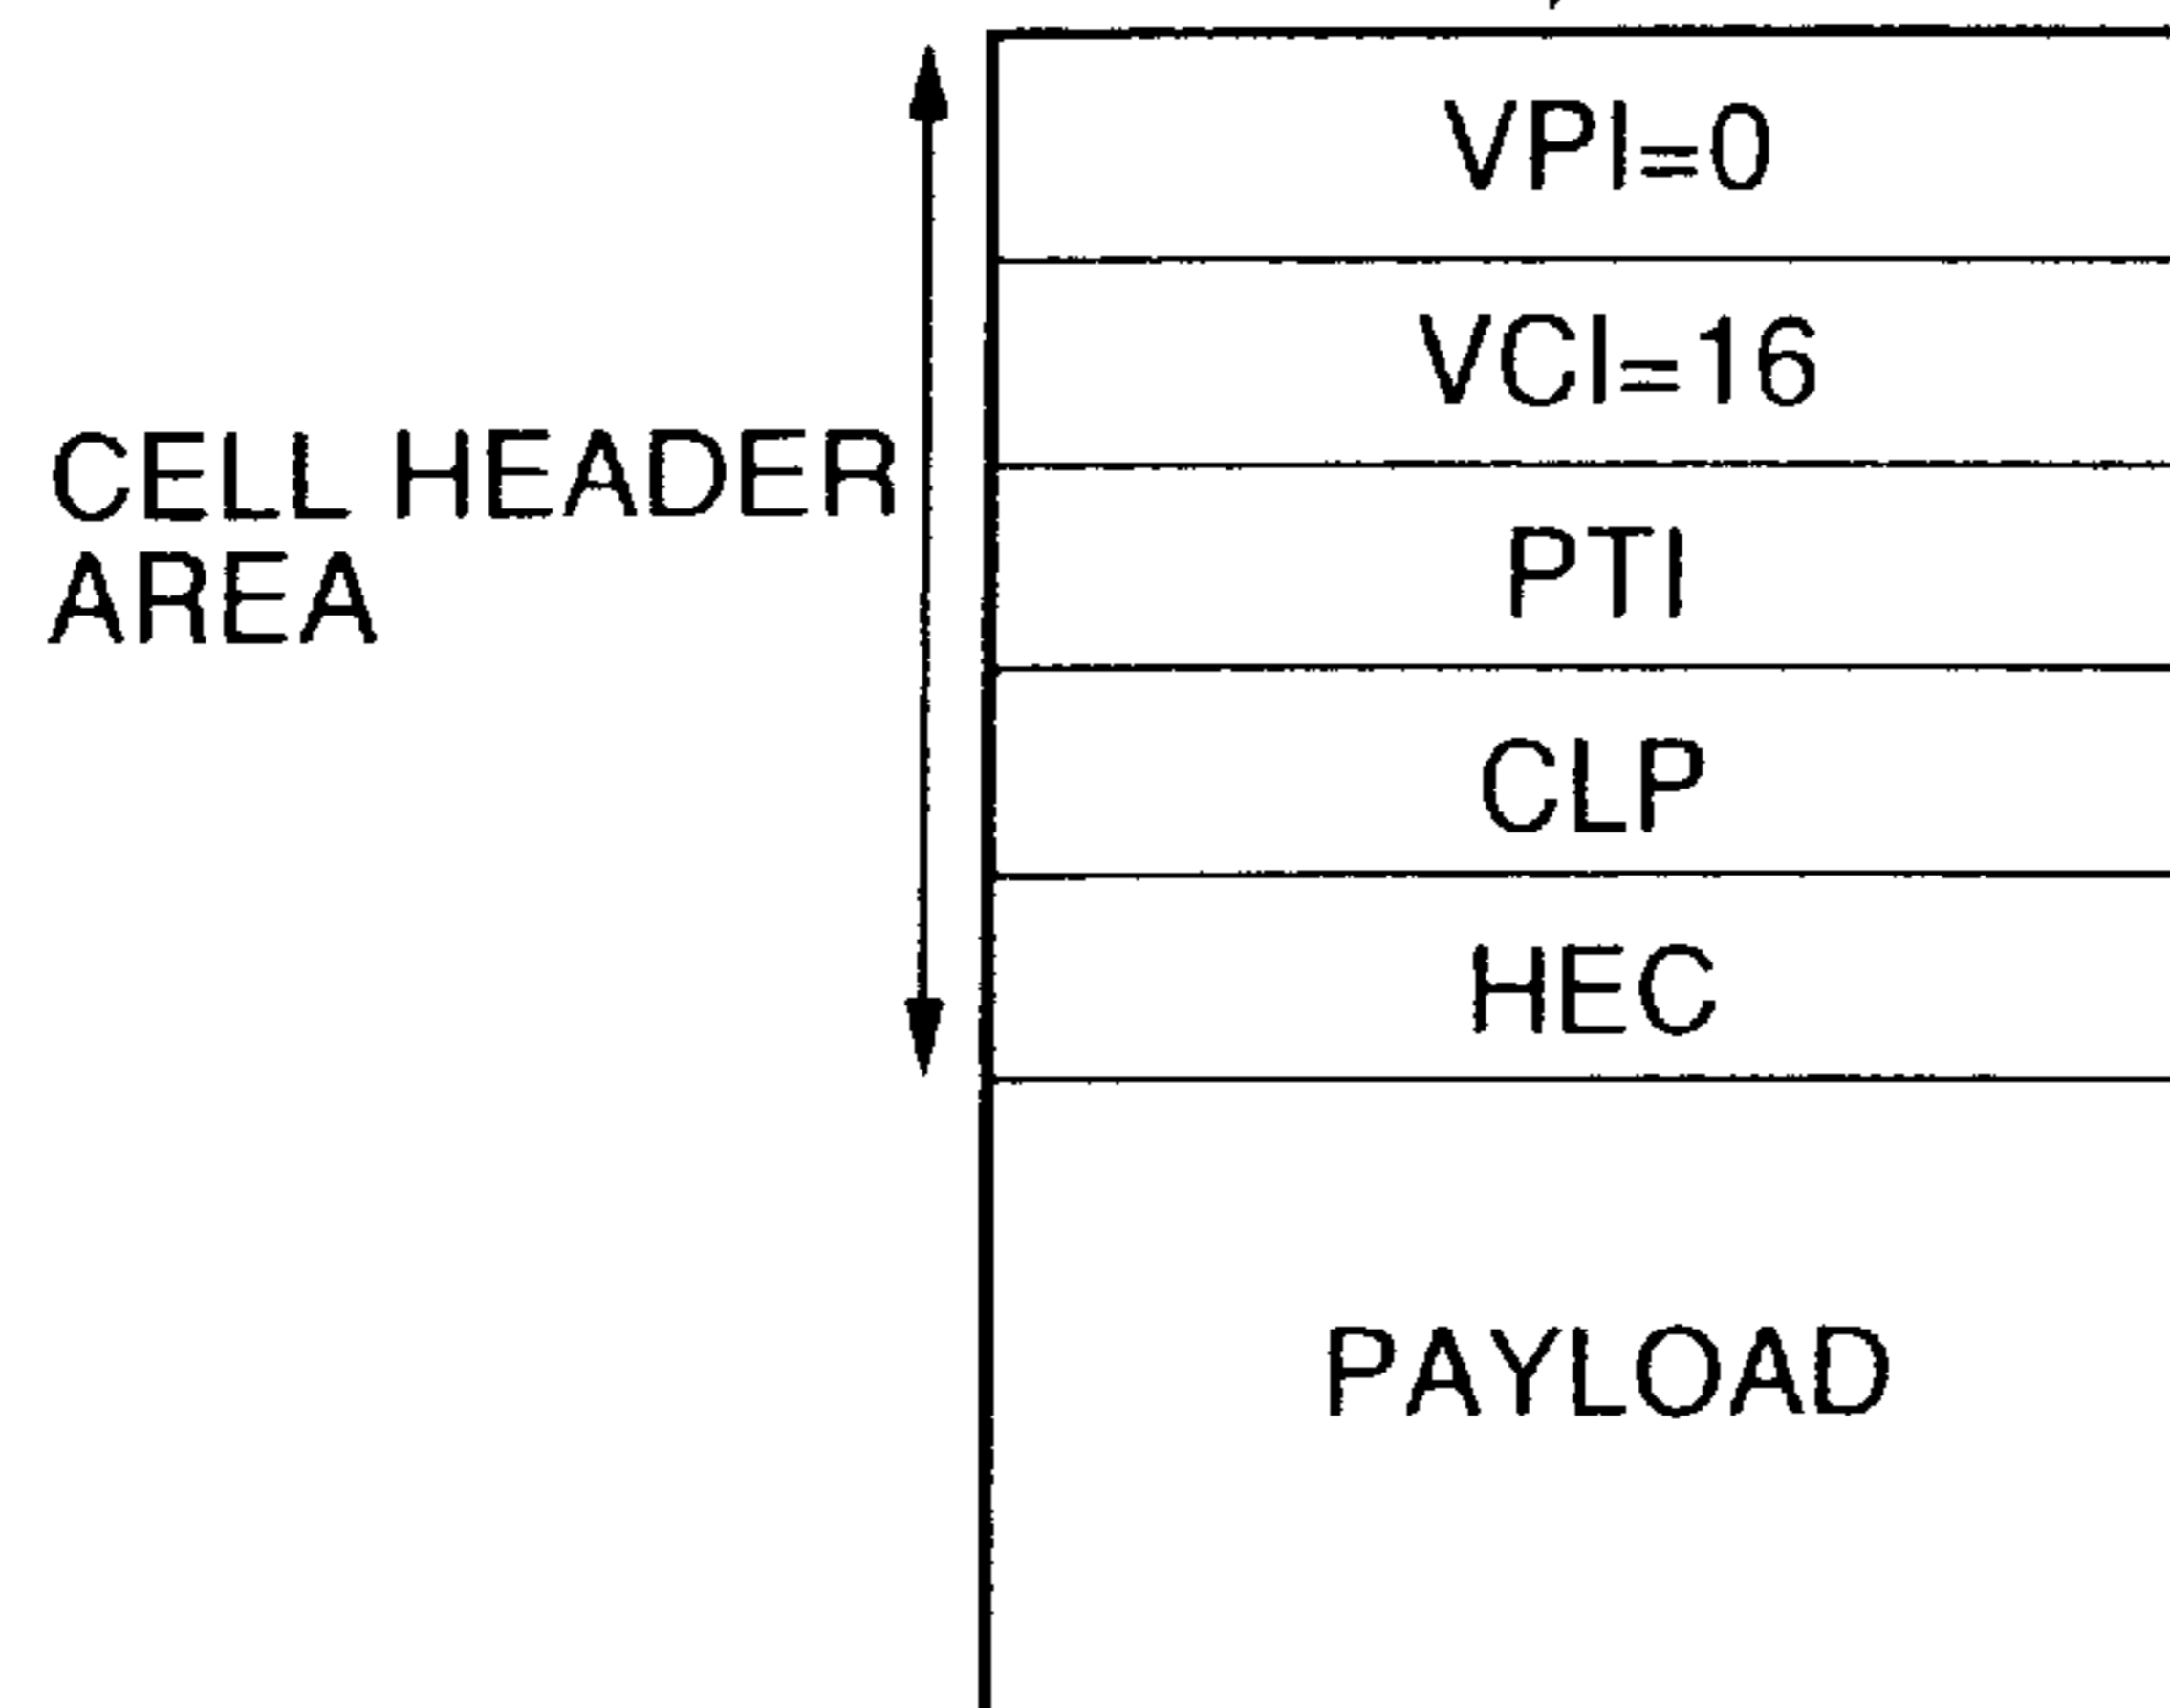 VPI=0
VCI=16
CELL HEADER
AREA
PTI
CLP
HEC
PAYLOAD